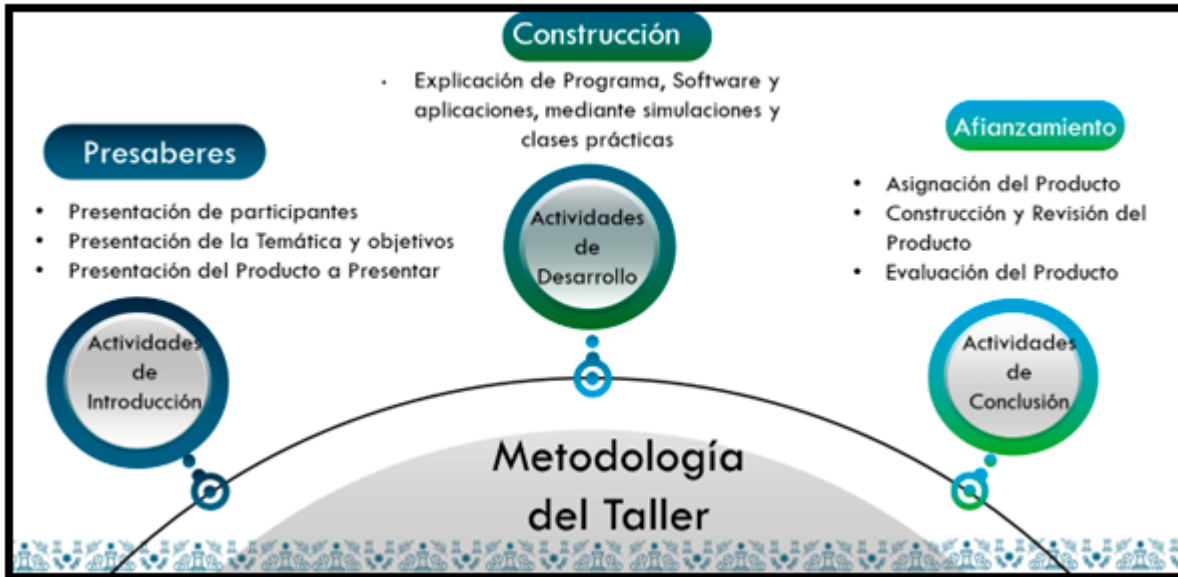 Construcción
• Explicación de Programa, Software y
aplicaciones, mediante simulaciones y
clases prácticas
Presaberes
• Presentación de participantes
• Presentación de la Temática y objetivos
• Presentación del Producto a Presentar
Afianzamiento
• Asignación del Producto
• Construcción y Revisión del
Producto
• Evaluación del Producto
Actividades
de
Introducción
Actividades
de
Desarrollo
Actividades
de
Conclusión
Metodología
del Taller